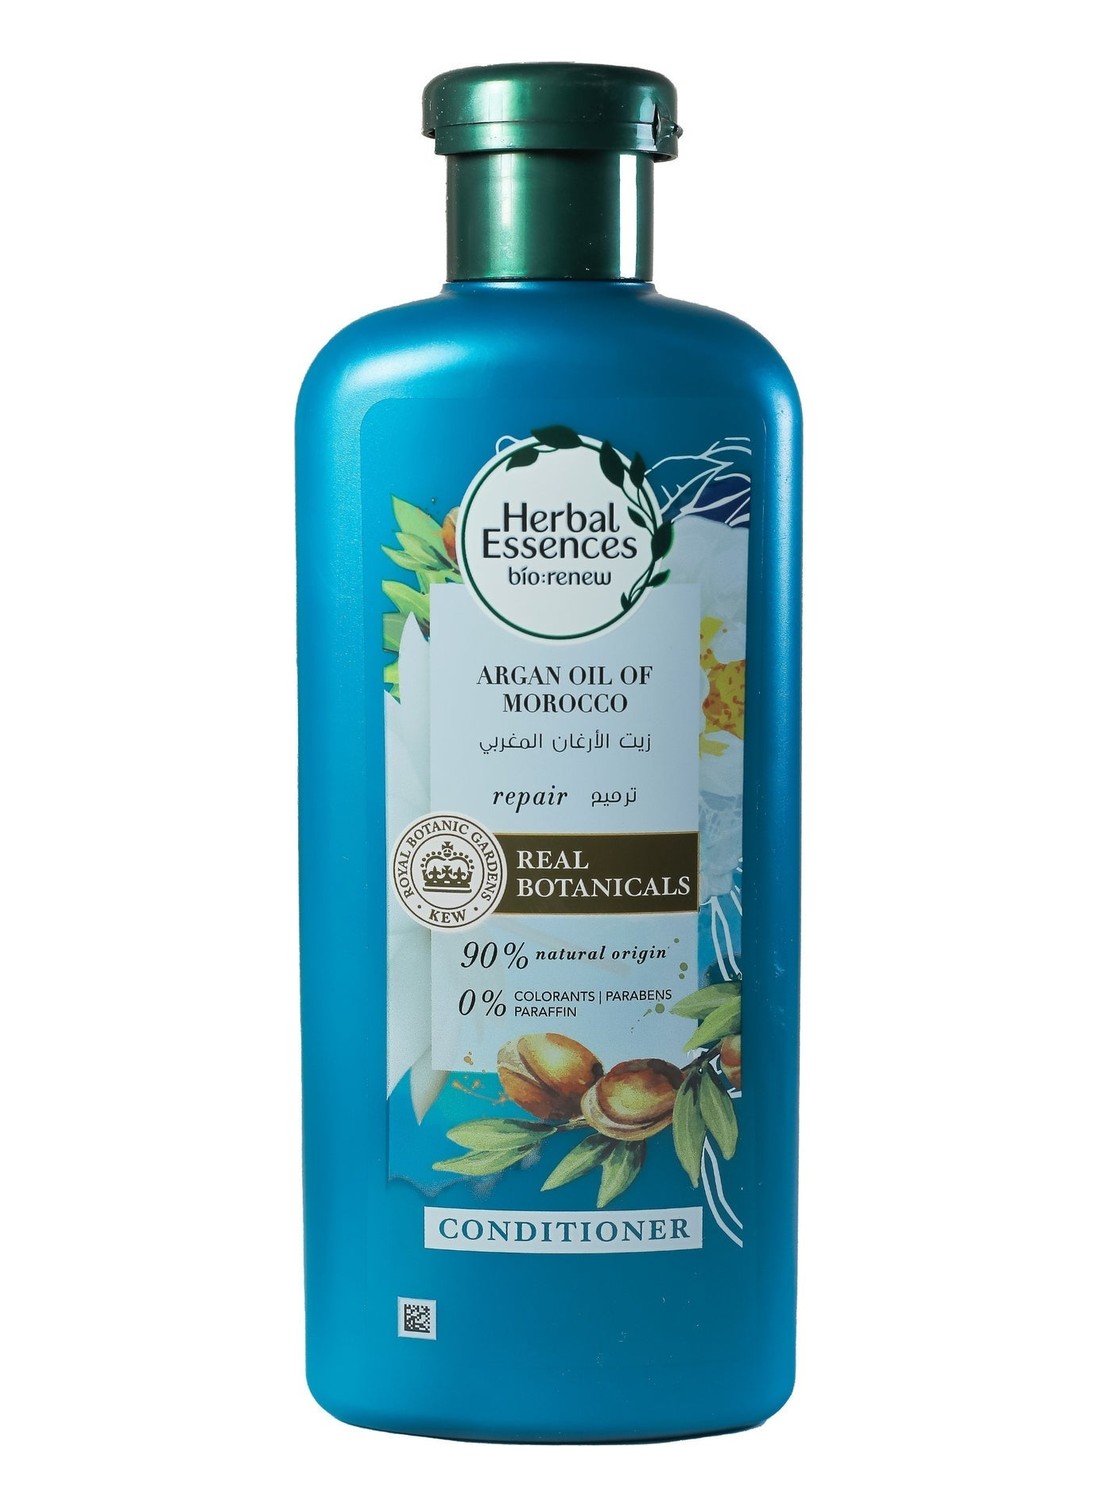 Herbal
Essences
bío:renew
ARGAN OIL OF
MOROCCO
زيت الأرغان المغربي
repair ترميم
ROYAL BOTANIC GARDENS
KEW
REAL
BOTANICALS
90% natural origin
0% COLORANTS | PARABENS
PARAFFIN
CONDITIONER